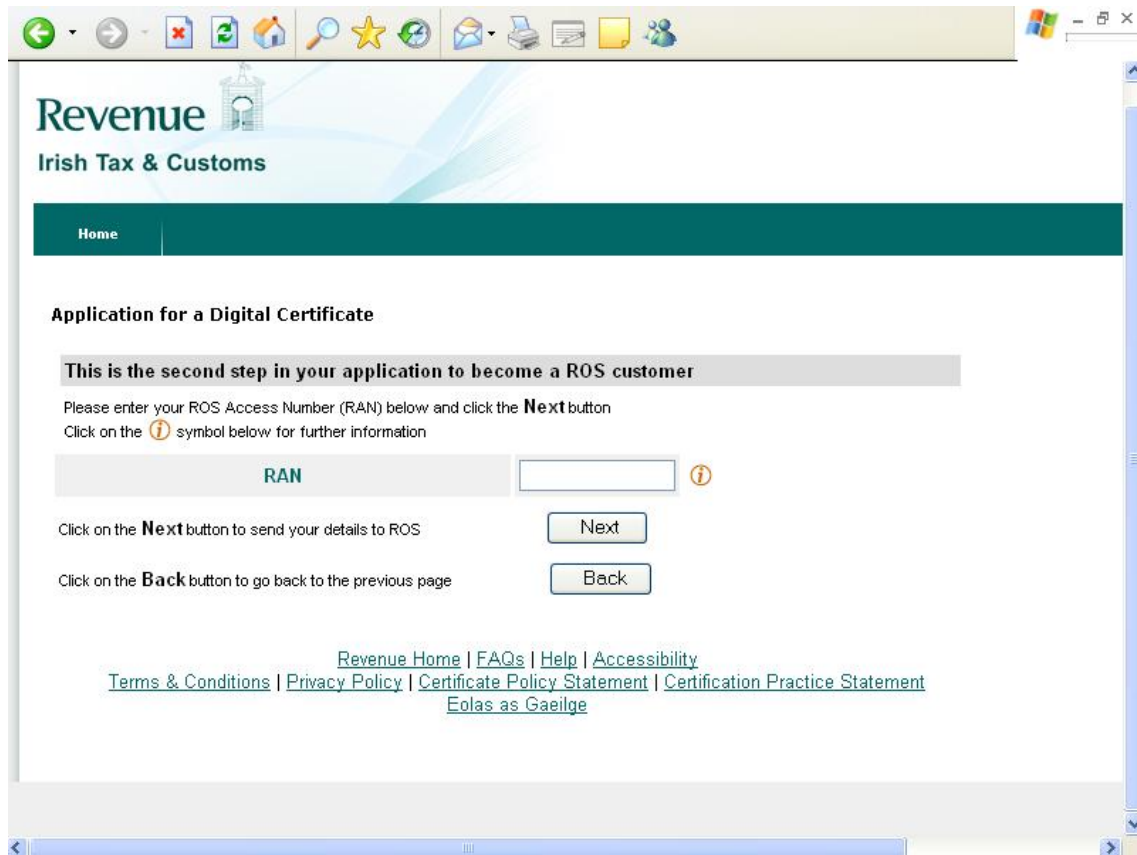 Revenue
Irish Tax & Customs
Home
Application for a Digital Certificate
This is the second step in your application to become a ROS customer
Please enter your ROS Access Number (RAN) below and click the Next button
Click on the i symbol below for further information
RAN i
Click on the Next button to send your details to ROS Next
Click on the Back button to go back to the previous page Back
Revenue Home | FAQs | Help | Accessibility
Terms & Conditions | Privacy Policy | Certificate Policy Statement | Certification Practice Statement
Eolas as Gaeilge